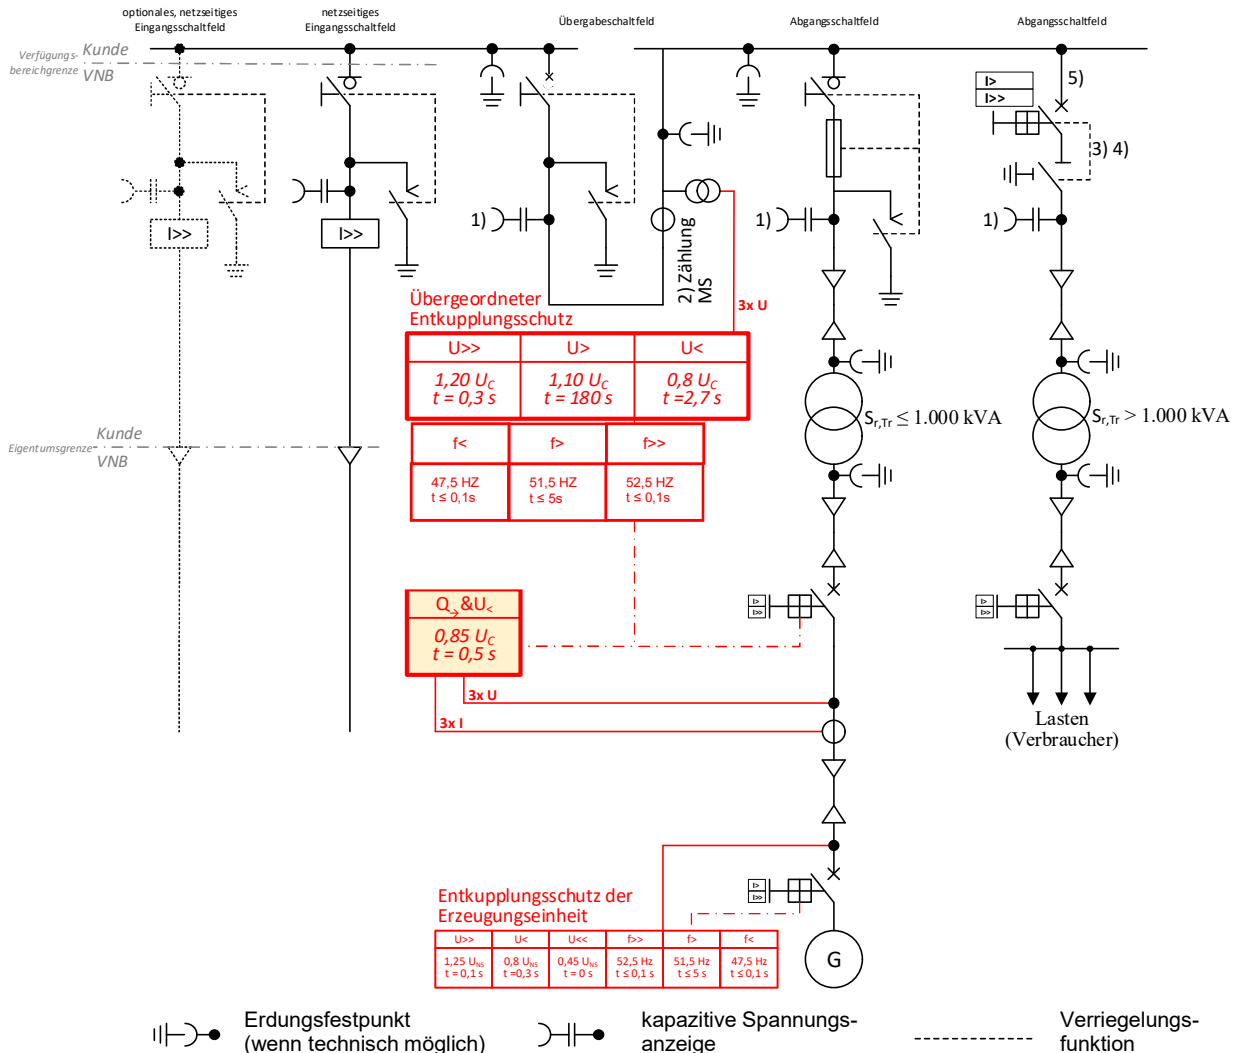 optionales, netzseitiges
Eingangsschaltfeld
netzseitiges
Eingangsschaltfeld
Übergabeschaltfeld
Abgangsschaltfeld
Abgangsschaltfeld
Verfügungs-
bereichgrenze
Kunde
VNB
I>
I>>
5)
3) 4)
1)
1)
1)
I>>
I>>
2) Zählung
MS
3x U
Übergeordneter
Entkupplungsschutz
U>> U> U<
1,20 UC 1,10 UC 0,8 UC
t = 0,3 s t = 180 s t =2,7 s
f< f> f>>
47,5 HZ 51,5 HZ 52,5 HZ
t ≤ 0,1s t ≤ 5s t ≤ 0,1s
Sr,Tr ≤ 1.000 kVA
Sr,Tr > 1.000 kVA
Eigentumsgrenze
Kunde
VNB
Q→&U<
0,85 UC
t = 0,5 s
3x U
3x I
I>
I>>
I>
I>>
Lasten
(Verbraucher)
Entkupplungsschutz der
Erzeugungseinheit
I>
I>>
U>> U< U<< f>> f> f<
1,25 UNS 0,8 UNS 0,45 UNS 52,5 Hz 51,5 Hz 47,5 Hz
t = 0,1 s t =0,3 s t = 0 s t ≤ 0,1 s t ≤ 5 s t ≤ 0,1 s
G
Erdungsfestpunkt
(wenn technisch möglich)
kapazitive Spannungs-
anzeige
Verriegelungs-
funktion